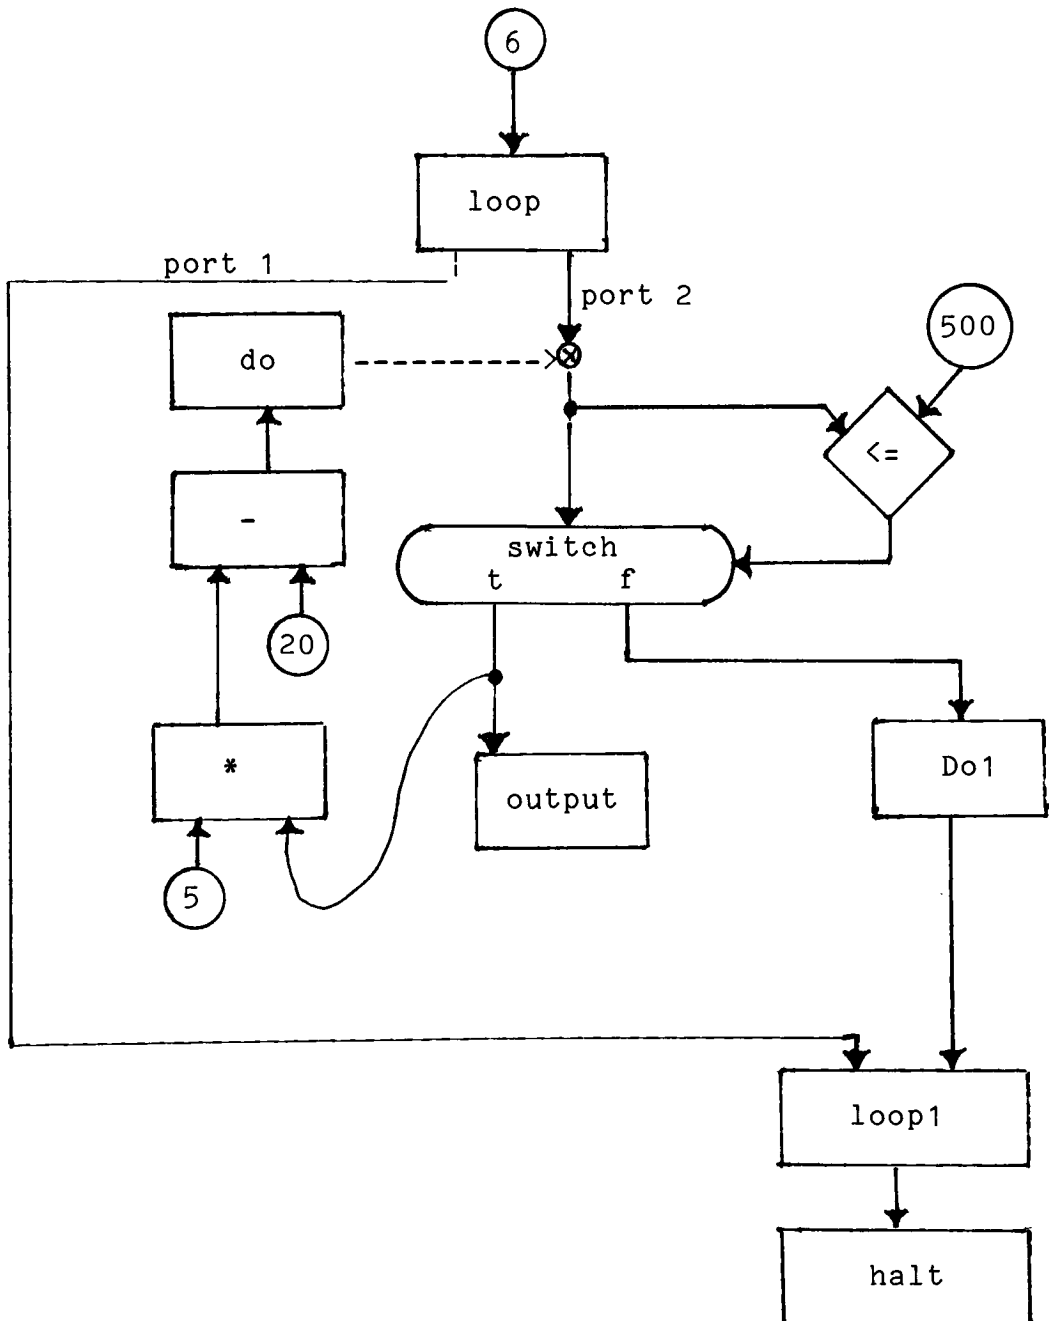 6
loop
port 1
port 2
do
500
<=
-
switch
t f
20
Do1
*
output
5
loop1
halt